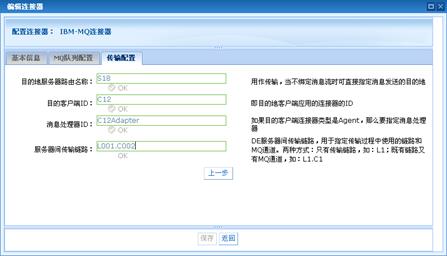 编辑连接器
配置连接器： IBM-MQ连接器
基本信息 MQ队列配置 传输配置
目的地服务器路由名称： S18 用作传输，当不绑定消息流时可直接指定消息发送的目的地
OK
目的客户端ID： C12 即目的地客户端应用的连接器的ID
OK
消息处理器ID： C12Adapter 如果目的客户端连接器类型是Agent，那么要指定消息处理器
OK
服务器间传输链路： L001.C002 DE服务器间传输链路，用于指定传输过程中使用的链路和MQ通道。两种方式：只有传输链路，如：L1；既有链路又有MQ通道，如：L1.C1
OK
上一步
保存 返回